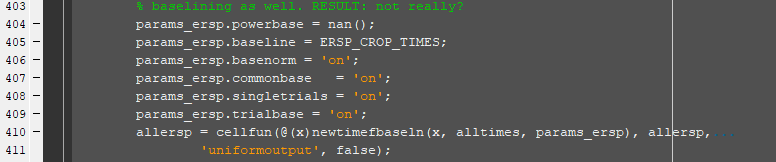 403 % baselining as well. RESULT: not really?
404 - params_ersp.powerbase = nan();
405 - params_ersp.baseline = ERSP_CROP_TIMES;
406 - params_ersp.basenorm = 'on';
407 - params_ersp.commonbase   = 'on';
408 - params_ersp.singletrials = 'on';
409 - params_ersp.trialbase = 'on';
410 - allersp = cellfun(@(x)newtimefbaseln(x, alltimes, params_ersp), allersp, ...
411 'uniformoutput', false);